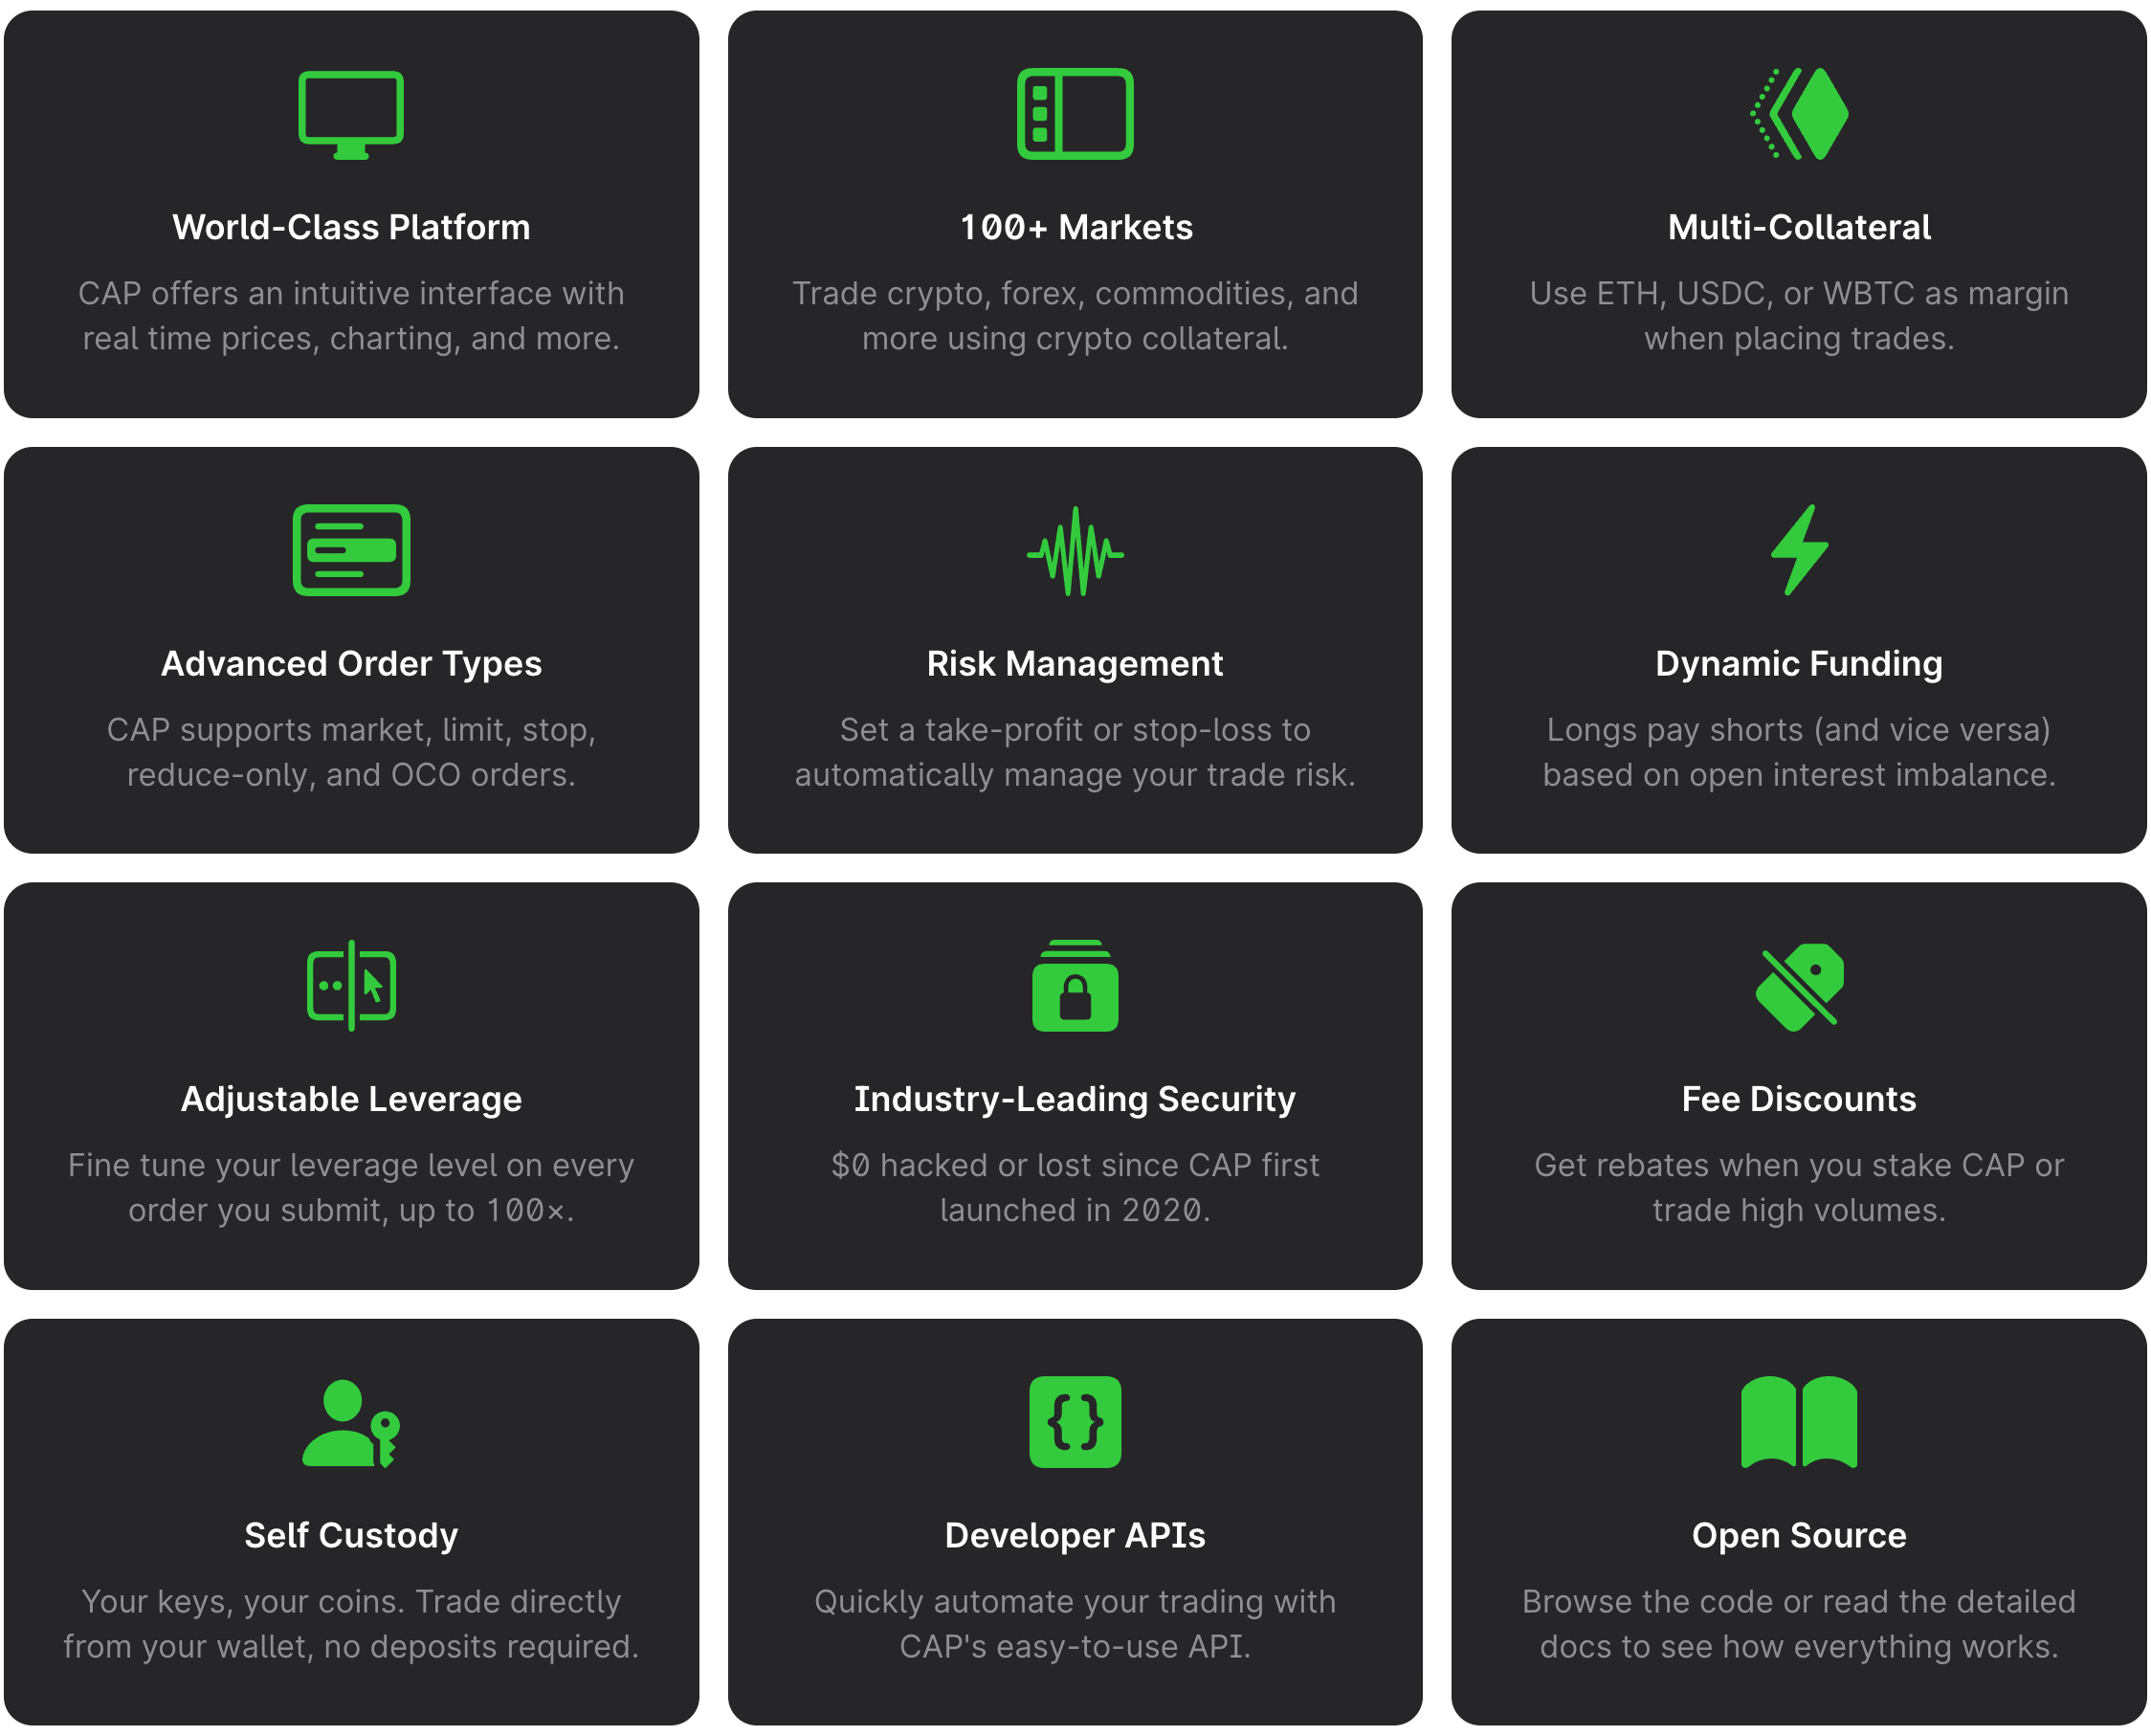 World-Class Platform
CAP offers an intuitive interface with
real time prices, charting, and more.
100+ Markets
Trade crypto, forex, commodities, and
more using crypto collateral.
Multi-Collateral
Use ETH, USDC, or WBTC as margin
when placing trades.
Advanced Order Types
CAP supports market, limit, stop,
reduce-only, and OCO orders.
Risk Management
Set a take-profit or stop-loss to
automatically manage your trade risk.
Dynamic Funding
Longs pay shorts (and vice versa)
based on open interest imbalance.
Adjustable Leverage
Fine tune your leverage level on every
order you submit, up to 100×.
Industry-Leading Security
$0 hacked or lost since CAP first
launched in 2020.
Fee Discounts
Get rebates when you stake CAP or
trade high volumes.
Self Custody
Your keys, your coins. Trade directly
from your wallet, no deposits required.
Developer APIs
Quickly automate your trading with
CAP's easy-to-use API.
Open Source
Browse the code or read the detailed
docs to see how everything works.